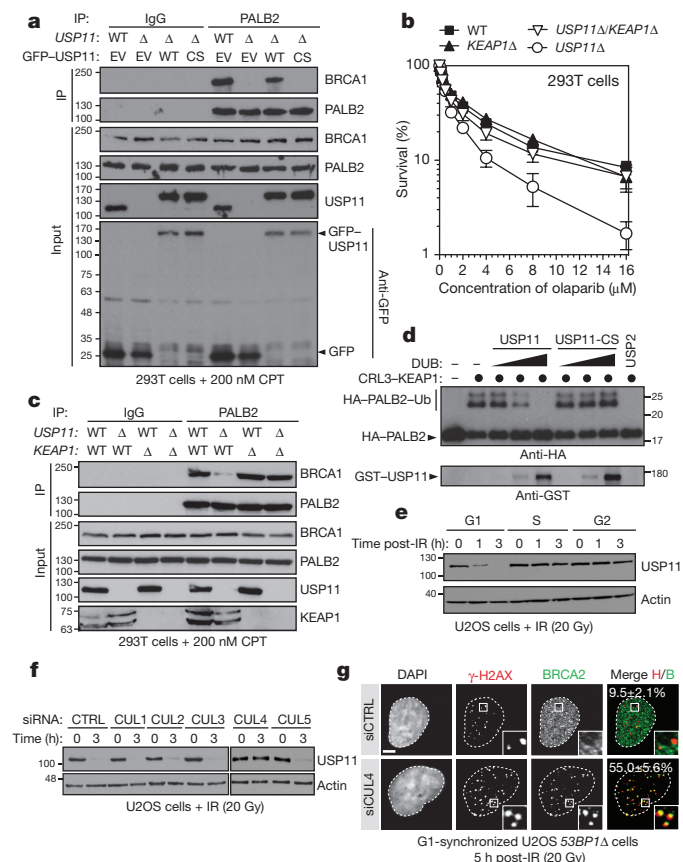 a
IP: IgG PALB2
USP11: WT Δ Δ Δ WT Δ Δ Δ
GFP–USP11: EV EV WT CS EV EV WT CS
IP
250
BRCA1
130
100
PALB2
Input
250
BRCA1
130
100
PALB2
170
130
100
USP11
170
130
100
75
63
48
35
25
GFP–
USP11
GFP
Anti-GFP
293T cells + 200 nM CPT
b
WT
KEAP1Δ
USP11Δ/KEAP1Δ
USP11Δ
293T cells
Survival (%)
100
10
1
0 2 4 6 8 10 12 14 16
Concentration of olaparib (μM)
c
IP: IgG PALB2
USP11: WT Δ WT Δ WT Δ WT Δ
KEAP1: WT WT Δ Δ WT WT Δ Δ
IP
250
BRCA1
130
100
PALB2
Input
250
BRCA1
130
100
PALB2
130
100
USP11
75
63
KEAP1
293T cells + 200 nM CPT
d
USP11 USP11-CS USP2
DUB: – –
CRL3–KEAP1: –
HA–PALB2–Ub
HA–PALB2
25
20
17
Anti-HA
GST–USP11
180
Anti-GST
e
G1 S G2
Time post-IR (h): 0 1 3 0 1 3 0 1 3
130
100
USP11
40
Actin
U2OS cells + IR (20 Gy)
f
siRNA: CTRL CUL1 CUL2 CUL3 CUL4 CUL5
Time (h): 0 3 0 3 0 3 0 3 0 3 0 3
100
USP11
48
Actin
U2OS cells + IR (20 Gy)
g
DAPI γ-H2AX BRCA2 Merge H/B
siCTRL
9.5±2.1%
siCUL4
55.0±5.6%
G1-synchronized U2OS 53BP1Δ cells
5 h post-IR (20 Gy)